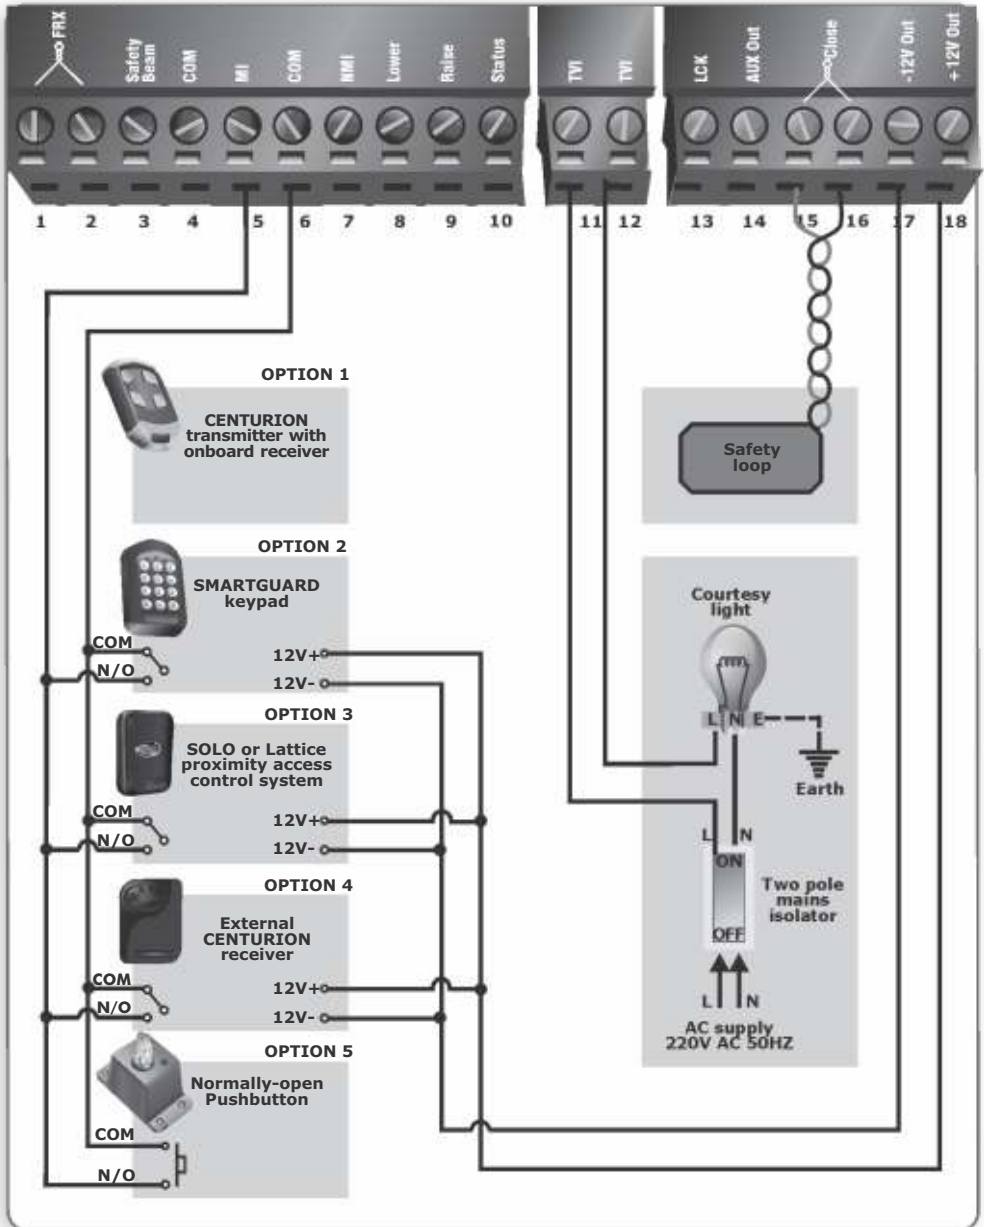 FRX
Safety
Beam
COM
MI
COM
NMI
Lower
Raise
Status
TVI
TVI
LCK
AUX Out
Close
-12V Out
+12V Out
1 2 3 4 5 6 7 8 9 10 11 12 13 14 15 16 17 18
OPTION 1
CENTURION
transmitter with
onboard receiver
OPTION 2
SMARTGUARD
keypad
COM
N/O
12V+
12V-
OPTION 3
SOLO or Lattice
proximity access
control system
COM
N/O
12V+
12V-
OPTION 4
External
CENTURION
receiver
COM
N/O
12V+
12V-
OPTION 5
Normally-open
Pushbutton
COM
N/O
Safety
loop
Courtesy
light
L N E
Earth
L N
ON
Two pole
mains
isolator
OFF
L N
AC supply
220V AC 50HZ